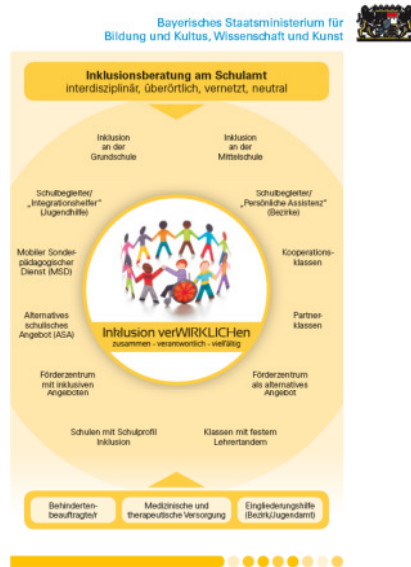 Bayerisches Staatsministerium für
Bildung und Kultus, Wissenschaft und Kunst
Inklusionsberatung am Schulamt
interdisziplinär, überörtlich, vernetzt, neutral
Inklusion
an der
Grundschule
Inklusion
an der
Mittelschule
Schulbegleiter/
„Integrationshelfer“
(Jugendhilfe)
Schulbegleiter/
„Persönliche Assistenz“
(Bezirke)
Mobiler Sonder-
pädagogischer
Dienst (MSD)
Kooperations-
klassen
Alternatives
schulisches
Angebot (ASA)
Partner-
klassen
Inklusion verWIRKLICHen
zusammen - verantwortlich - vielfältig
Förderzentrum
mit inklusiven
Angeboten
Förderzentrum
als alternatives
Angebot
Schulen mit Schulprofil
Inklusion
Klassen mit festem
Lehrertandem
Behinderten-
beauftragte/r
Medizinische und
therapeutische Versorgung
Eingliederungshilfe
(Bezirk/Jugendamt)